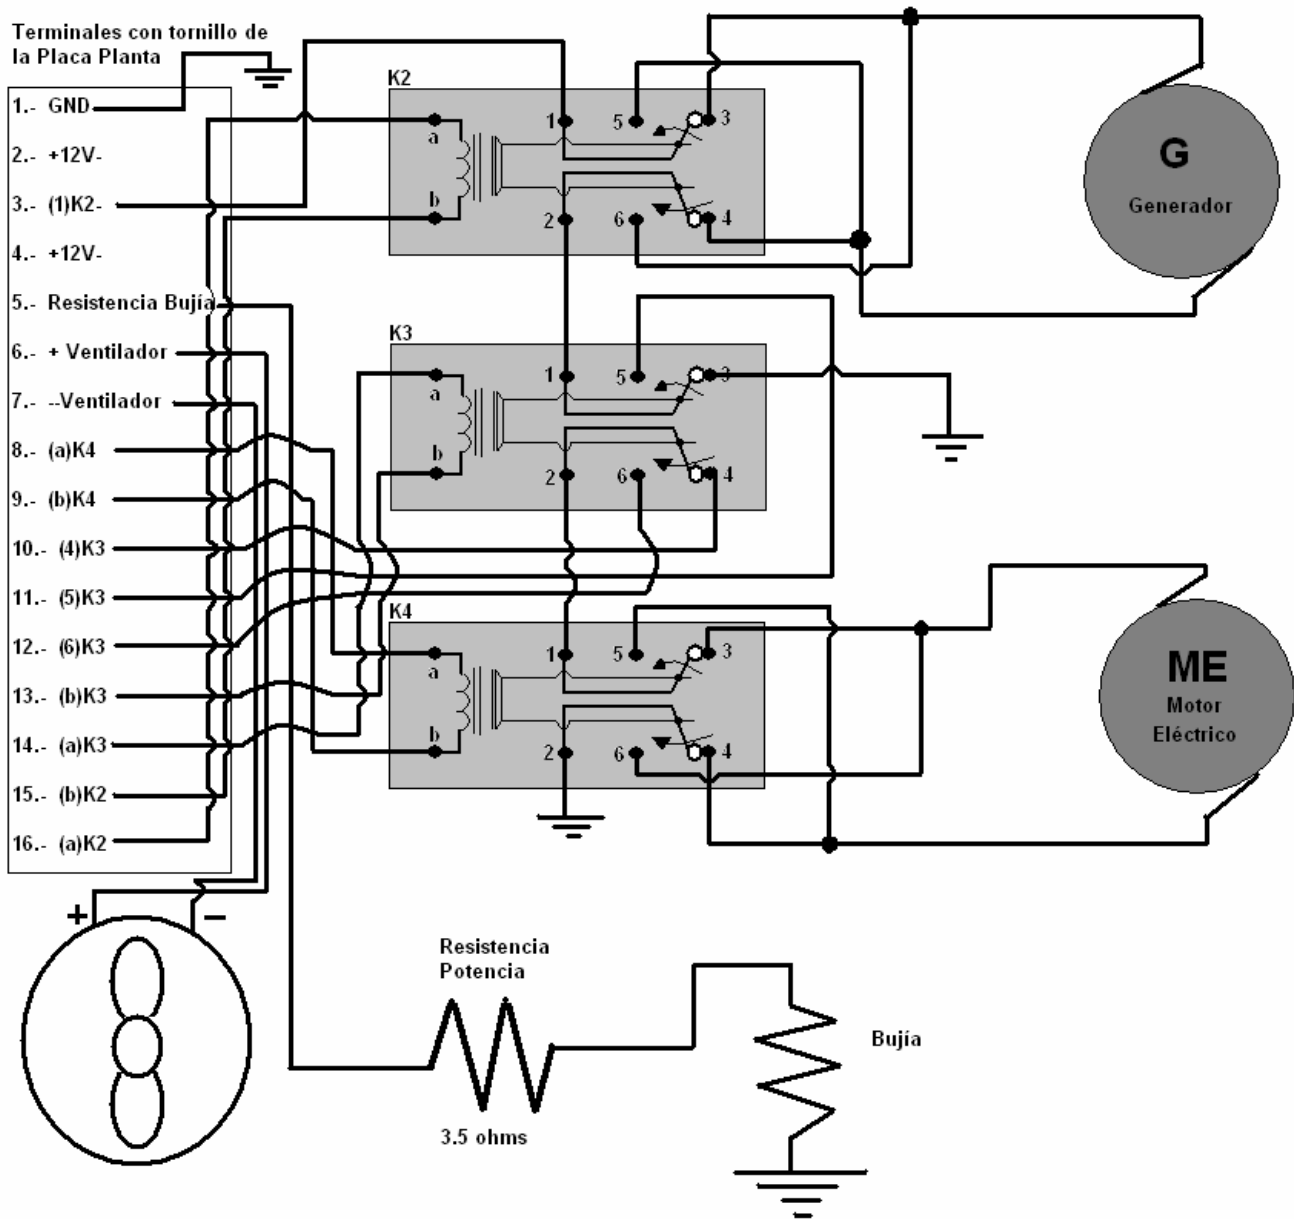 Terminales con tornillo de
la Placa Planta
1.- GND
2.- +12V-
3.- (1)K2-
4.- +12V-
5.- Resistencia Bujía
6.- + Ventilador
7.- --Ventilador
8.- (a)K4
9.- (b)K4
10.- (4)K3
11.- (5)K3
12.- (6)K3
13.- (b)K3
14.- (a)K3
15.- (b)K2
16.- (a)K2
+ -
K2
a
b
1
5
3
2
6
4
K3
a
b
1
5
3
2
6
4
K4
a
b
1
5
3
2
6
4
G
Generador
ME
Motor
Eléctrico
Resistencia
Potencia
3.5 ohms
Bujía